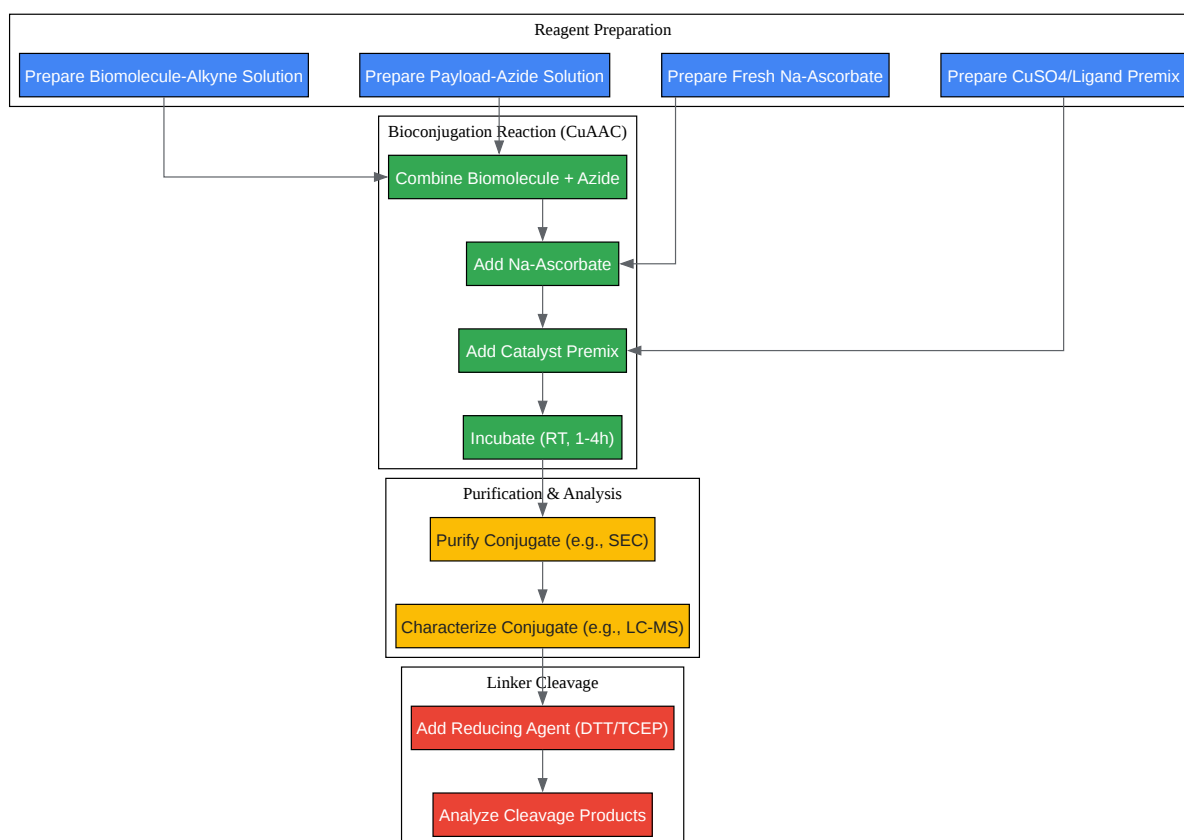 Reagent Preparation
Prepare Biomolecule-Alkyne Solution
Prepare Payload-Azide Solution
Prepare Fresh Na-Ascorbate
Prepare CuSO4/Ligand Premix
Bioconjugation Reaction (CuAAC)
Combine Biomolecule + Azide
Add Na-Ascorbate
Add Catalyst Premix
Incubate (RT, 1-4h)
Purification & Analysis
Purify Conjugate (e.g., SEC)
Characterize Conjugate (e.g., LC-MS)
Linker Cleavage
Add Reducing Agent (DTT/TCEP)
Analyze Cleavage Products